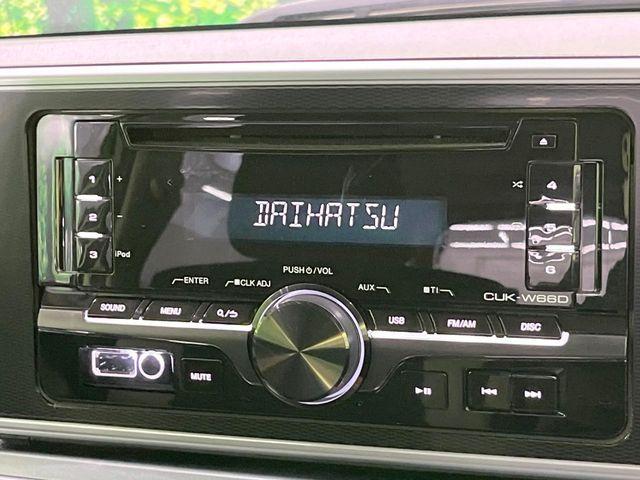 1 +
2 −
3 iPod
DAIHATSU
4
5
6
ENTER
CLK ADJ
PUSH⏻/VOL
AUX
TI
CUK-W66D
SOUND
MENU
USB
FM/AM
DISC
MUTE